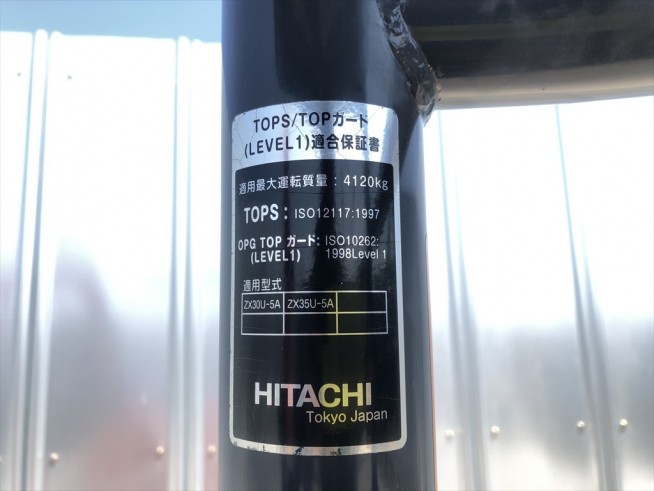 TOPS/TOPガード
(LEVEL1)適合保証書
適用最大運転質量：4120kg
TOPS：ISO12117:1997
OPG TOP ガード：ISO10262:
(LEVEL1) 1998Level 1
適用型式
ZX30U-5A ZX35U-5A
HITACHI
Tokyo Japan